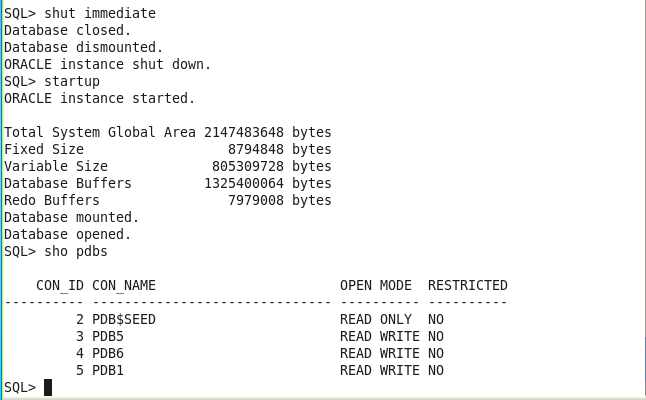 SQL> shut immediate
Database closed.
Database dismounted.
ORACLE instance shut down.
SQL> startup
ORACLE instance started.
Total System Global Area 2147483648 bytes
Fixed Size                  8794848 bytes
Variable Size             805309728 bytes
Database Buffers         1325400064 bytes
Redo Buffers                7979008 bytes
Database mounted.
Database opened.
SQL> sho pdbs
    CON_ID CON_NAME                       OPEN MODE  RESTRICTED
---------- ------------------------------ ---------- ----------
         2 PDB$SEED                       READ ONLY  NO
         3 PDB5                           READ WRITE NO
         4 PDB6                           READ WRITE NO
         5 PDB1                           READ WRITE NO
SQL>